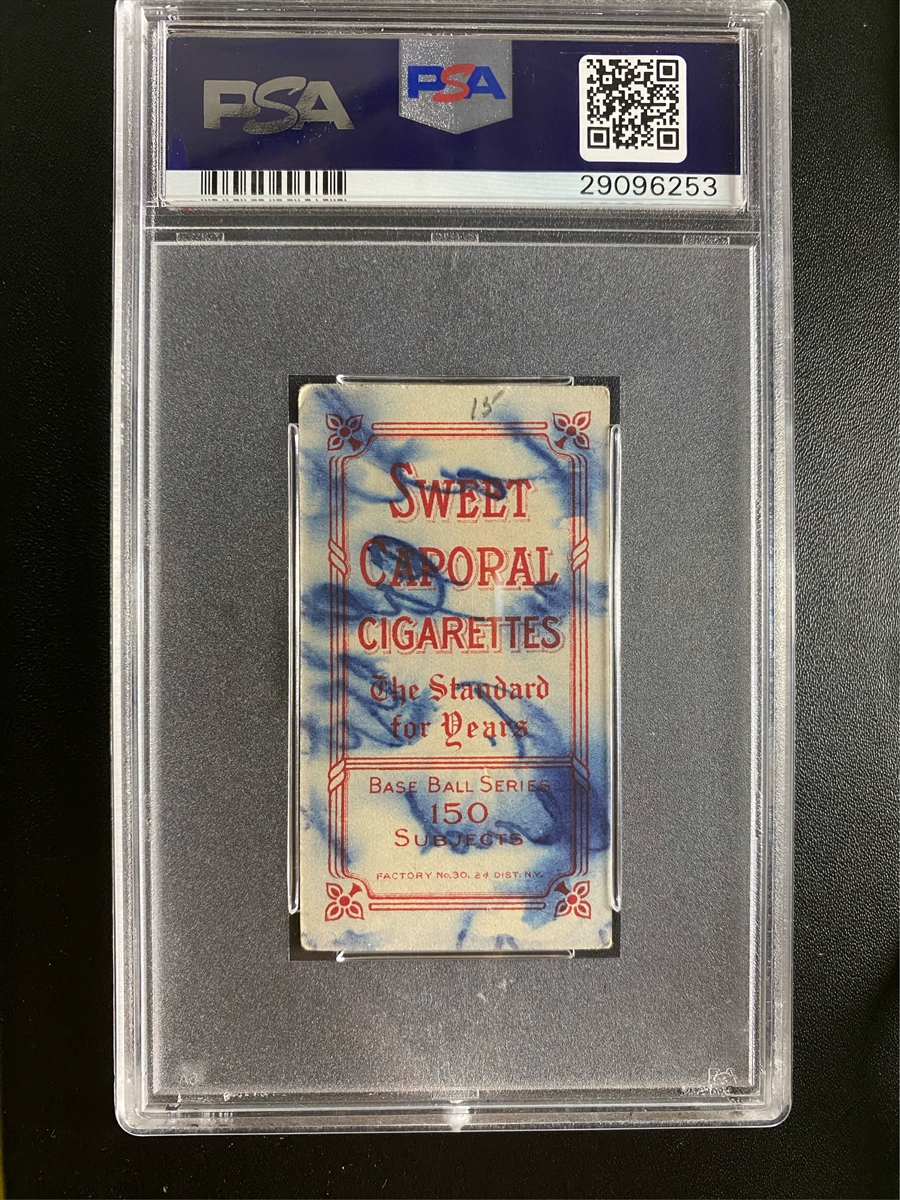 PSA
PSA
29096253
15
SWEET
CAPORAL
CIGARETTES
The Standard
for Years
BASE BALL SERIES
150
SUBJECTS
FACTORY No. 30. 2d DIST. N.Y.